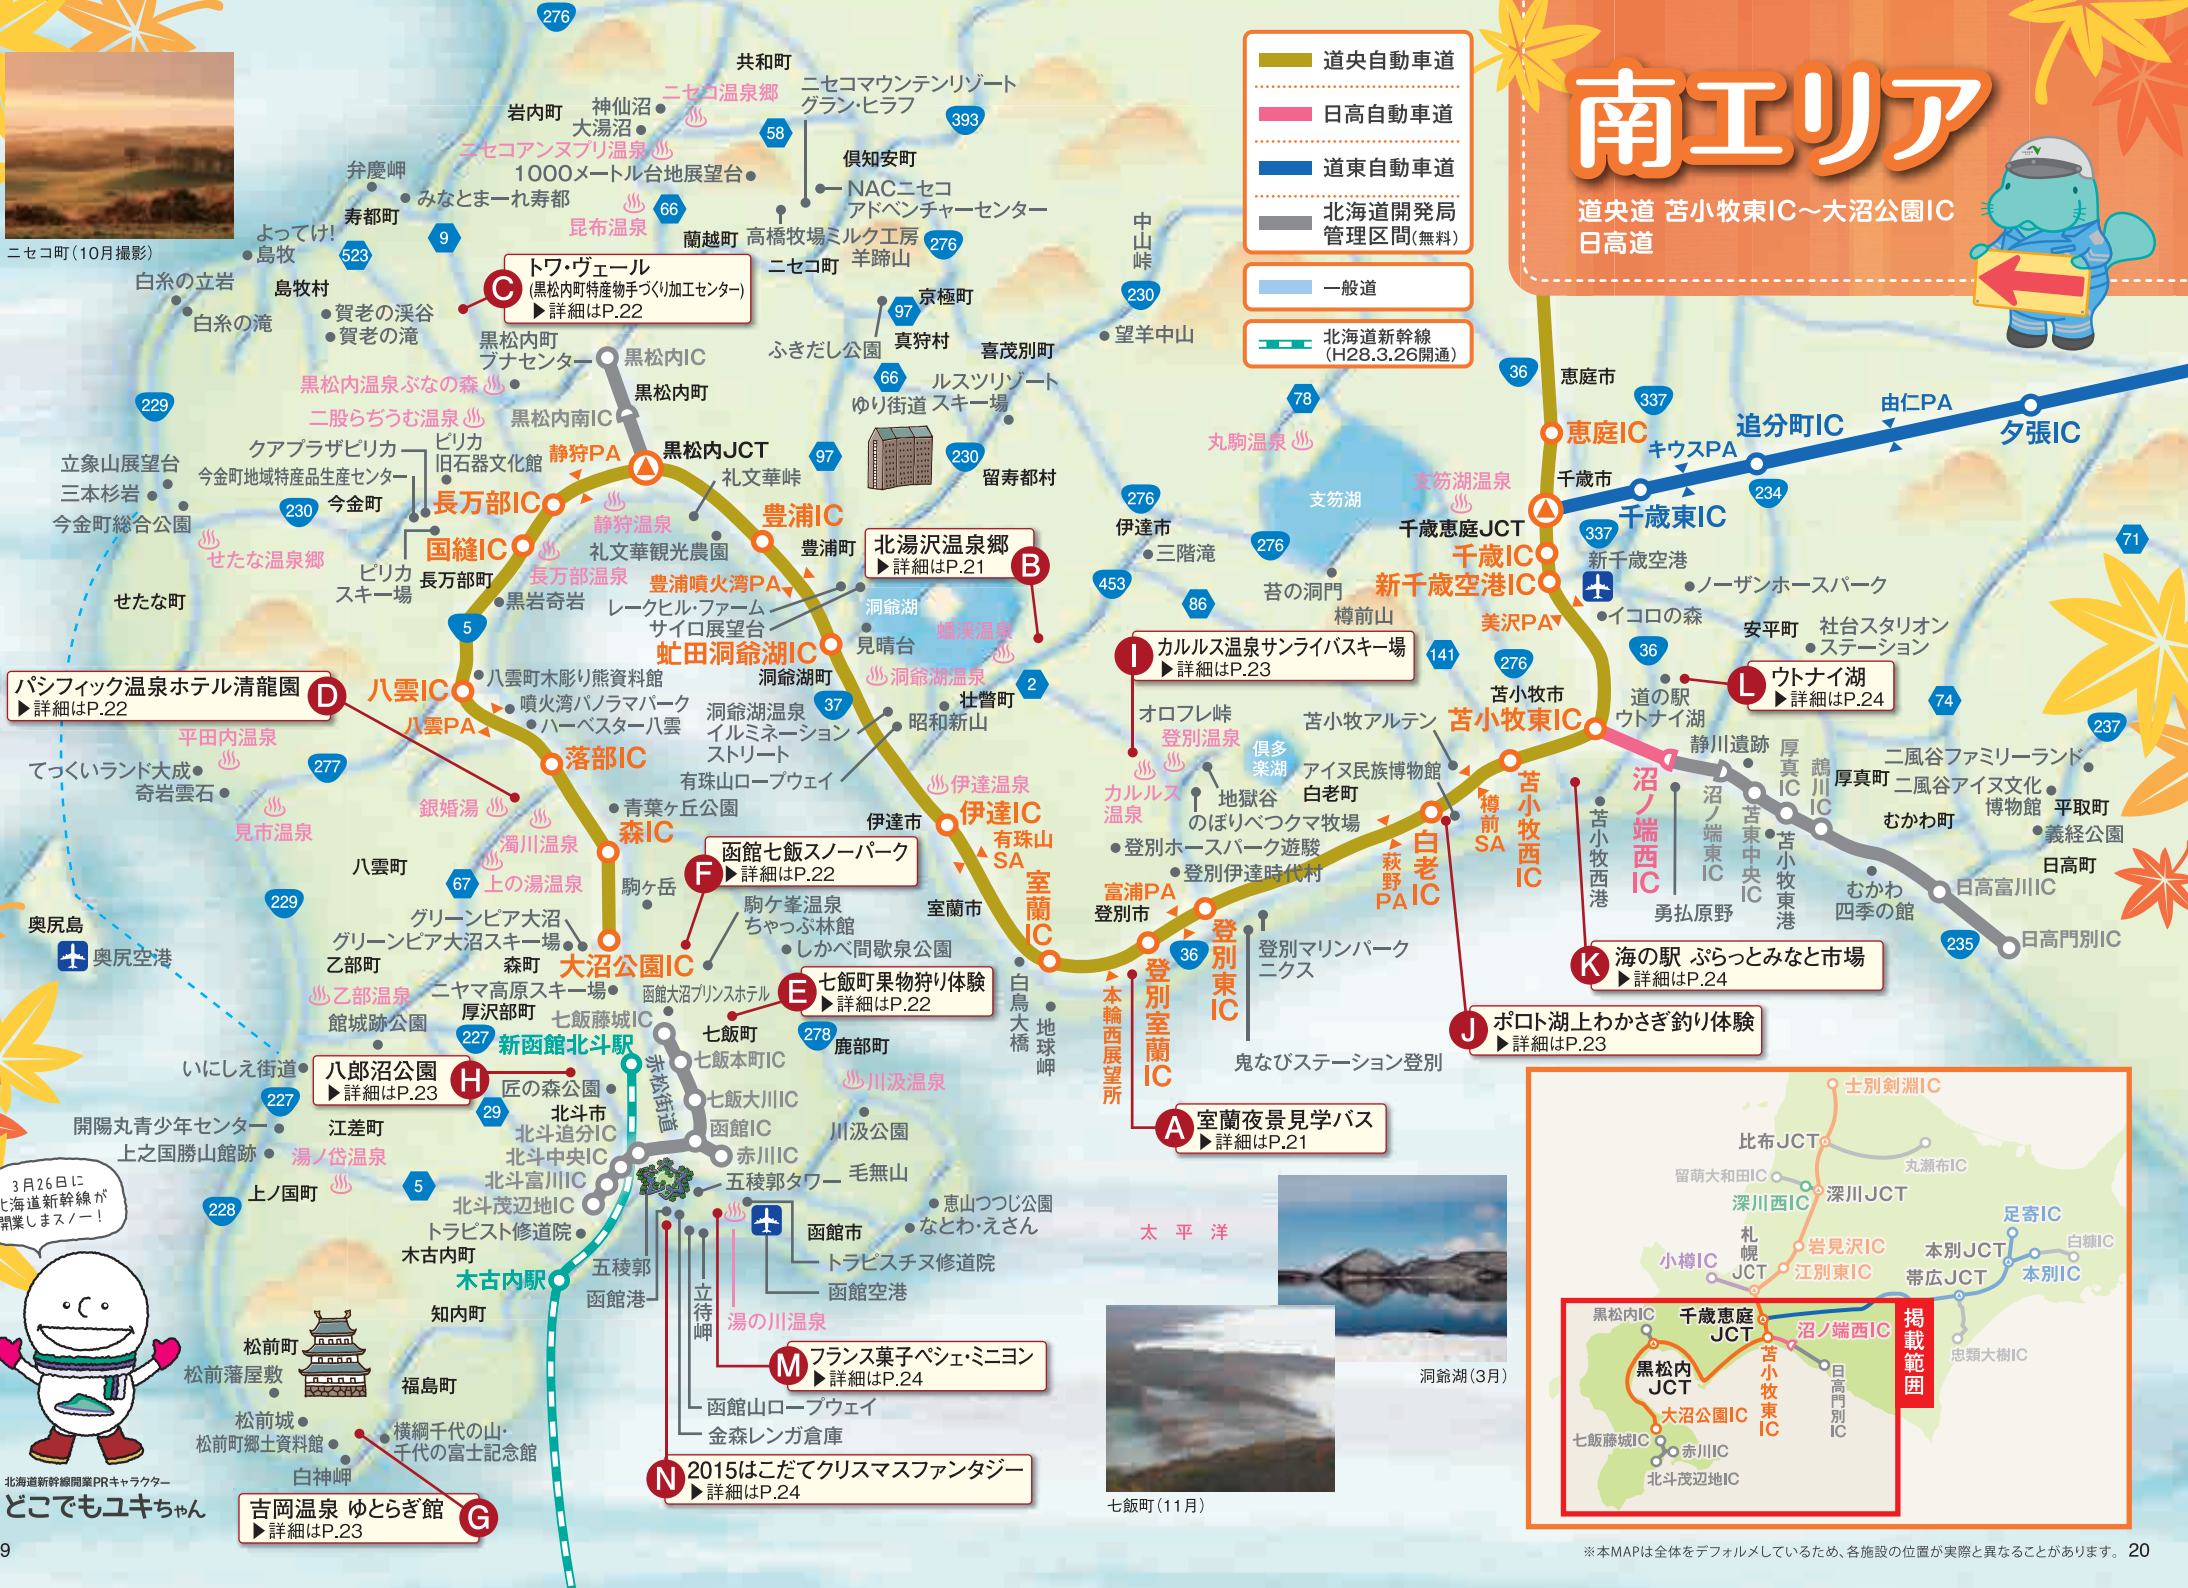 南エリア
道央道 苫小牧東IC～大沼公園IC
日高道
道央自動車道
日高自動車道
道東自動車道
北海道開発局
管理区間(無料)
一般道
北海道新幹線
(H28.3.26開通)
ニセコ町(10月撮影)
276
共和町
ニセコ温泉郷
ニセコマウンテンリゾート
グラン・ヒラフ
岩内町
神仙沼
大湯沼
58
393
ニセコアンヌプリ温泉
1000メートル台地展望台
倶知安町
弁慶岬
みなとまーれ寿都
寿都町
昆布温泉
66
NACニセコ
アドベンチャーセンター
蘭越町
高橋牧場ミルク工房
276
羊蹄山
ニセコ町
中山峠
よってけ!
島牧
523
9
白糸の立岩
島牧村
白糸の滝
賀老の渓谷
賀老の滝
C
トワ・ヴェール
(黒松内町特産物手づくり加工センター)
▶詳細はP.22
97
京極町
230
望羊中山
ふきだし公園
真狩村
喜茂別町
黒松内町
ブナセンター
黒松内IC
66
ルスツリゾート
スキー場
黒松内温泉ぶなの森
黒松内町
ゆり街道
229
二股らぢうむ温泉
黒松内南IC
クアプラザピリカ
ピリカ
旧石器文化館
静狩PA
黒松内JCT
97
230
留寿都村
立象山展望台
今金町地域特産品生産センター
礼文華峠
三本杉岩
230
今金町
長万部IC
静狩温泉
豊浦IC
今金町総合公園
せたな温泉郷
国縫IC
礼文華観光農園
豊浦町
北湯沢温泉郷
▶詳細はP.21
B
ピリカ
スキー場
長万部町
長万部温泉
豊浦噴火湾PA
せたな町
黒岩奇岩
レークヒル・ファーム
サイロ展望台
洞爺湖
5
虻田洞爺湖IC
見晴台
蟠渓温泉
洞爺湖町
洞爺湖温泉
壮瞥町
2
D
パシフィック温泉ホテル清龍園
▶詳細はP.22
八雲IC
八雲町木彫り熊資料館
噴火湾パノラマパーク
ハーベスター八雲
八雲PA
洞爺湖温泉
イルミネーション
ストリート
37
昭和新山
有珠山ロープウェイ
平田内温泉
てっくいランド大成
奇岩雲石
277
落部IC
伊達温泉
見市温泉
銀婚湯
青葉ヶ丘公園
濁川温泉
森IC
伊達市
伊達IC
有珠山
SA
八雲町
67
上の湯温泉
F
函館七飯スノーパーク
▶詳細はP.22
駒ヶ岳
室蘭市
室蘭IC
229
グリーンピア大沼
グリーンピア大沼スキー場
駒ケ峯温泉
ちゃっぷ林館
しかべ間歇泉公園
奥尻島
奥尻空港
乙部町
森町
大沼公園IC
乙部温泉
ニヤマ高原スキー場
函館大沼プリンスホテル
E
七飯町果物狩り体験
▶詳細はP.22
館城跡公園
厚沢部町
七飯藤城IC
227
新函館北斗駅
七飯町
278
鹿部町
いにしえ街道
七飯本町IC
赤松街道
H
八郎沼公園
▶詳細はP.23
匠の森公園
川汲温泉
227
29
北斗市
七飯大川IC
開陽丸青少年センター
江差町
北斗追分IC
函館IC
川汲公園
上之国勝山館跡
湯ノ岱温泉
北斗中央IC
赤川IC
北斗富川IC
五稜郭タワー
毛無山
上ノ国町
5
北斗茂辺地IC
228
トラピスト修道院
恵山つつじ公園
なとわ・えさん
函館市
木古内町
五稜郭
トラピスチヌ修道院
木古内駅
函館港
立待岬
函館空港
湯の川温泉
知内町
M
フランス菓子ペシェ・ミニヨン
▶詳細はP.24
松前町
松前藩屋敷
福島町
函館山ロープウェイ
金森レンガ倉庫
松前城
松前町郷土資料館
横綱千代の山・
千代の富士記念館
白神岬
N
2015はこだてクリスマスファンタジー
▶詳細はP.24
吉岡温泉 ゆとらぎ館
▶詳細はP.23
G
3月26日に
北海道新幹線が
開業しまスノー!
北海道新幹線開業PRキャラクター
どこでもユキちゃん
9
36
恵庭市
78
337
丸駒温泉
恵庭IC
追分町IC
由仁PA
夕張IC
キウスPA
支笏湖
支笏湖温泉
千歳市
234
276
伊達市
千歳恵庭JCT
千歳東IC
三階滝
276
千歳IC
337
新千歳空港
71
453
苔の洞門
新千歳空港IC
ノーザンホースパーク
86
樽前山
美沢PA
イコロの森
I
カルルス温泉サンライバスキー場
▶詳細はP.23
141
276
36
安平町
社台スタリオン
ステーション
苫小牧市
道の駅
ウトナイ湖
L
ウトナイ湖
▶詳細はP.24
74
237
オロフレ峠
登別温泉
倶多
楽湖
苫小牧アルテン
苫小牧東IC
静川遺跡
カルルス
温泉
アイヌ民族博物館
白老町
地獄谷
のぼりべつクマ牧場
樽前SA
苫小牧西IC
苫小牧西港
沼ノ端西IC
沼ノ端東IC
苫東中央IC
厚真IC
鵡川IC
厚真町
二風谷ファミリーランド
二風谷アイヌ文化
博物館
平取町
むかわ町
義経公園
日高町
登別ホースパーク遊駿
登別伊達時代村
萩野PA
白老IC
富浦PA
登別市
勇払原野
苫小牧東港
むかわ
四季の館
日高富川IC
登別東IC
登別マリンパーク
ニクス
36
235
日高門別IC
白鳥大橋
地球岬
本輪西展望所
登別室蘭IC
K
海の駅 ぷらっとみなと市場
▶詳細はP.24
J
ポロト湖上わかさぎ釣り体験
▶詳細はP.23
鬼なびステーション登別
A
室蘭夜景見学バス
▶詳細はP.21
太平洋
洞爺湖(3月)
七飯町(11月)
士別剣淵IC
比布JCT
丸瀬布IC
留萌大和田IC
深川西IC
深川JCT
足寄IC
札幌JCT
岩見沢IC
本別JCT
白糠IC
小樽IC
江別東IC
帯広JCT
本別IC
黒松内IC
千歳恵庭
JCT
沼ノ端西IC
掲載範囲
黒松内
JCT
苫小牧東IC
日高門別IC
忠類大樹IC
大沼公園IC
七飯藤城IC
赤川IC
北斗茂辺地IC
※本MAPは全体をデフォルメしているため、各施設の位置が実際と異なることがあります。
20